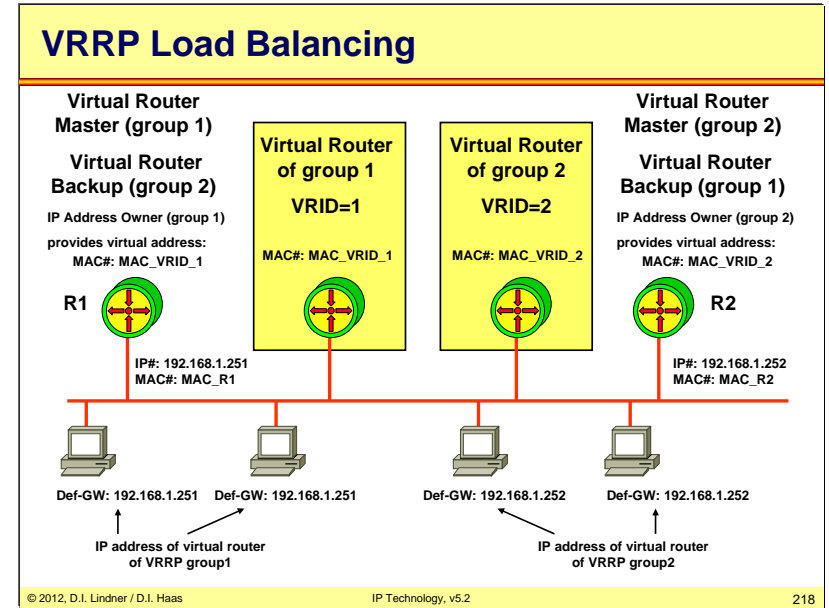 VRRP Load Balancing
Virtual Router
Master (group 1)
Virtual Router
Backup (group 2)
IP Address Owner (group 1)
provides virtual address:
MAC#: MAC_VRID_1
R1
IP#: 192.168.1.251
MAC#: MAC_R1
Virtual Router
of group 1
VRID=1
MAC#: MAC_VRID_1
Virtual Router
of group 2
VRID=2
MAC#: MAC_VRID_2
Virtual Router
Master (group 2)
Virtual Router
Backup (group 1)
IP Address Owner (group 2)
provides virtual address:
MAC#: MAC_VRID_2
R2
IP#: 192.168.1.252
MAC#: MAC_R2
Def-GW: 192.168.1.251
Def-GW: 192.168.1.251
Def-GW: 192.168.1.252
Def-GW: 192.168.1.252
IP address of virtual router
of VRRP group1
IP address of virtual router
of VRRP group2
© 2012, D.I. Lindner / D.I. Haas
IP Technology, v5.2
218